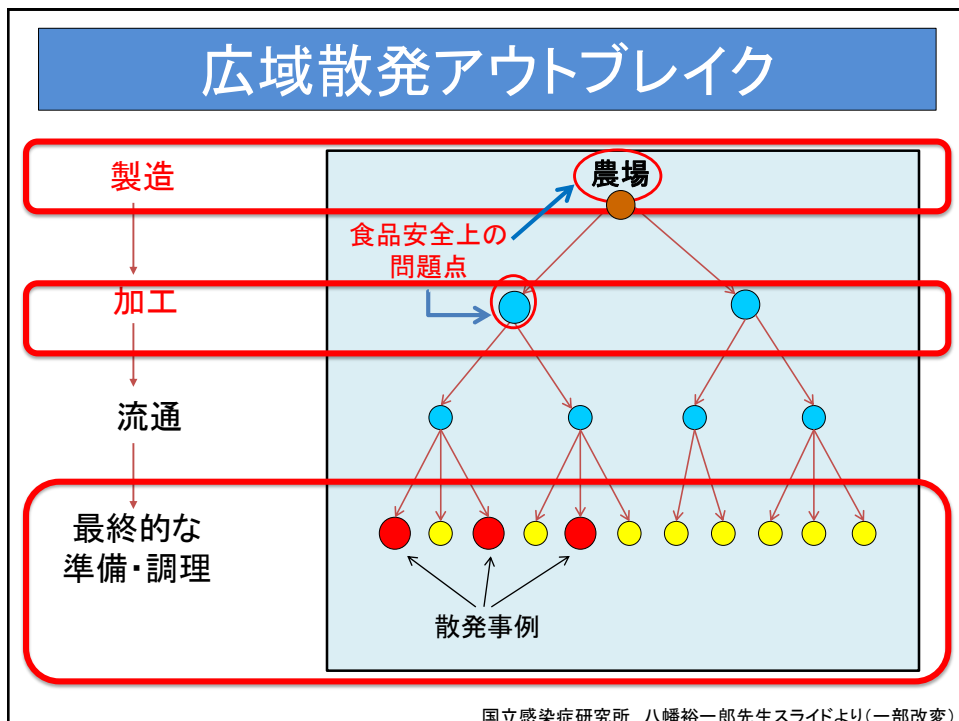 広域散発アウトブレイク
製造
農場
食品安全上の
問題点
加工
流通
最終的な
準備・調理
散発事例
国立感染症研究所 八幡裕一郎先生スライドより(一部改変)